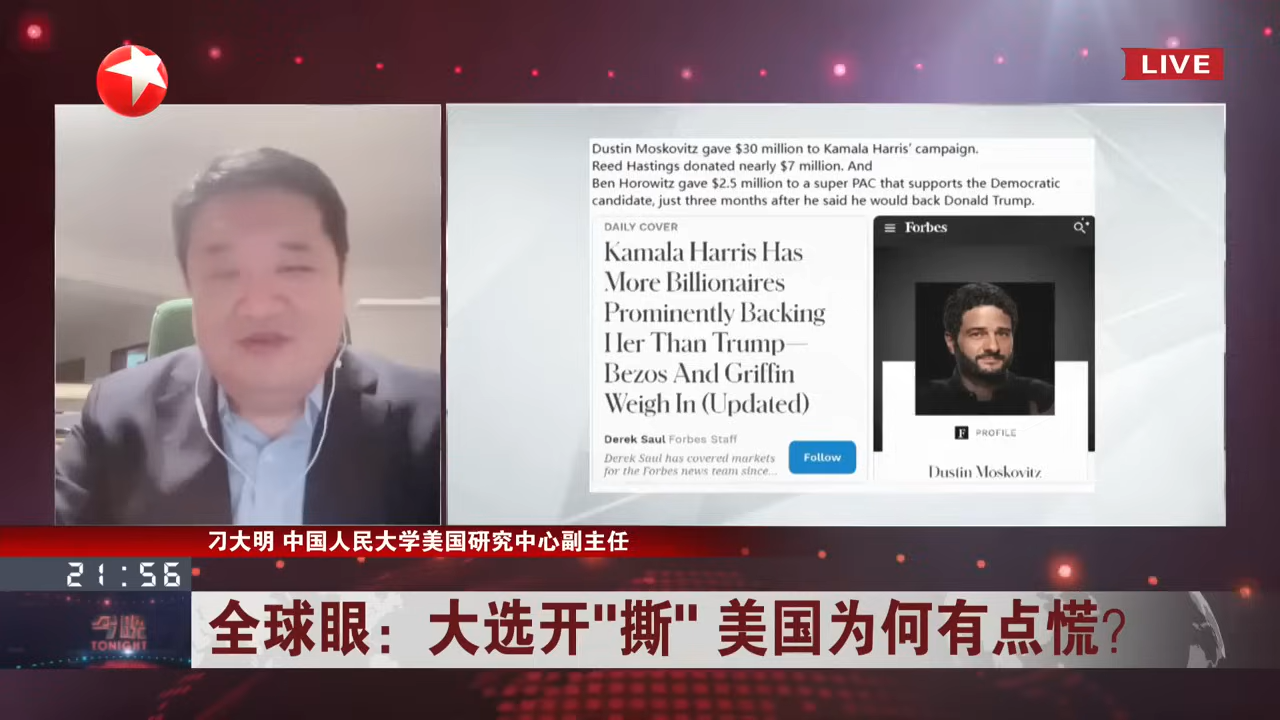 LIVE
Dustin Moskovitz gave $30 million to Kamala Harris' campaign.
Reed Hastings donated nearly $7 million. And
Ben Horowitz gave $2.5 million to a super PAC that supports the Democratic
candidate, just three months after he said he would back Donald Trump.
DAILY COVER
Kamala Harris Has
More Billionaires
Prominently Backing
Her Than Trump—
Bezos And Griffin
Weigh In (Updated)
Derek Saul Forbes Staff
Derek Saul has covered markets
for the Forbes news team since...
Follow
Forbes
F PROFILE
Dustin Moskovitz
刁大明 中国人民大学美国研究中心副主任
21:56
今晚
TONIGHT
全球眼：大选开"撕" 美国为何有点慌？